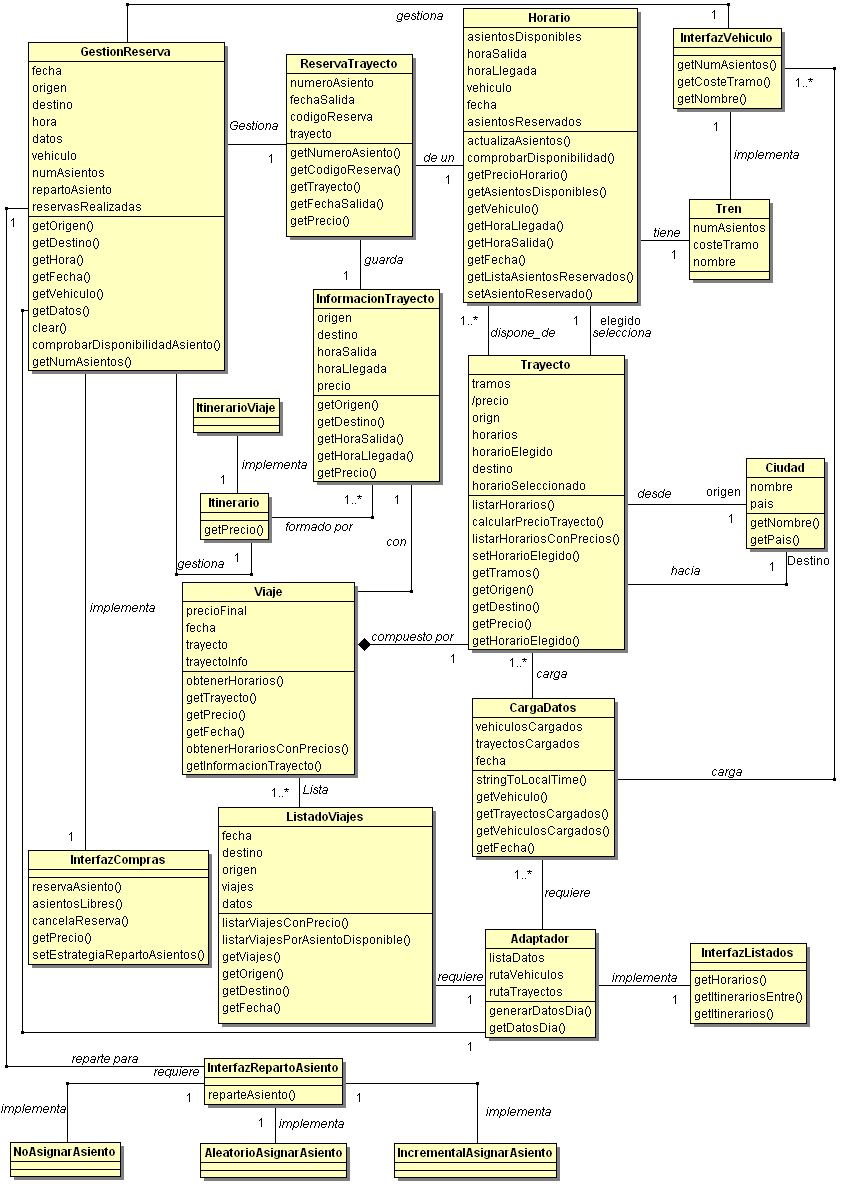 gestiona
1
GestionReserva
fecha
origen
destino
hora
datos
vehiculo
numAsientos
repartoAsiento
reservasRealizadas
getOrigen()
getDestino()
getHora()
getFecha()
getVehiculo()
getDatos()
clear()
comprobarDisponibilidadAsiento()
getNumAsientos()
Gestiona
1
ReservaTrayecto
numeroAsiento
fechaSalida
codigoReserva
trayecto
getNumeroAsiento()
getCodigoReserva()
getTrayecto()
getFechaSalida()
getPrecio()
de un
1
Horario
asientosDisponibles
horaSalida
horaLlegada
vehiculo
fecha
asientosReservados
actualizaAsientos()
comprobarDisponibilidad()
getPrecioHorario()
getAsientosDisponibles()
getVehiculo()
getHoraLlegada()
getHoraSalida()
getFecha()
getListaAsientosReservados()
setAsientoReservado()
InterfazVehiculo
getNumAsientos()
getCosteTramo()
getNombre()
1..*
1
implementa
tiene
1
Tren
numAsientos
costeTramo
nombre
1
guarda
1
InformacionTrayecto
origen
destino
horaSalida
horaLlegada
precio
getOrigen()
getDestino()
getHoraSalida()
getHoraLlegada()
getPrecio()
1..*
dispone_de
1
elegido
selecciona
Trayecto
tramos
/precio
orign
horarios
horarioElegido
destino
horarioSeleccionado
listarHorarios()
calcularPrecioTrayecto()
listarHorariosConPrecios()
setHorarioElegido()
getTramos()
getOrigen()
getDestino()
getPrecio()
getHorarioElegido()
ItinerarioViaje
1
implementa
Itinerario
getPrecio()
1..*
formado por
1
gestiona
1
con
desde
origen
1
Ciudad
nombre
pais
getNombre()
getPais()
hacia
1
Destino
implementa
1
Viaje
precioFinal
fecha
trayecto
trayectoInfo
obtenerHorarios()
getTrayecto()
getPrecio()
getFecha()
obtenerHorariosConPrecios()
getInformacionTrayecto()
compuesto por
1
1..*
carga
CargaDatos
vehiculosCargados
trayectosCargados
fecha
stringToLocalTime()
getVehiculo()
getTrayectosCargados()
getVehiculosCargados()
getFecha()
carga
1..*
Lista
ListadoViajes
fecha
destino
origen
viajes
datos
listarViajesConPrecio()
listarViajesPorAsientoDisponible()
getViajes()
getOrigen()
getDestino()
getFecha()
InterfazCompras
reservaAsiento()
asientosLibres()
cancelaReserva()
getPrecio()
setEstrategiaRepartoAsientos()
1..*
requiere
requiere
1
Adaptador
listaDatos
rutaVehiculos
rutaTrayectos
generarDatosDia()
getDatosDia()
implementa
1
InterfazListados
getHorarios()
getItinerariosEntre()
getItinerarios()
1
reparte para
requiere
1
InterfazRepartoAsiento
reparteAsiento()
1
implementa
1
implementa
implementa
NoAsignarAsiento
AleatorioAsignarAsiento
IncrementalAsignarAsiento